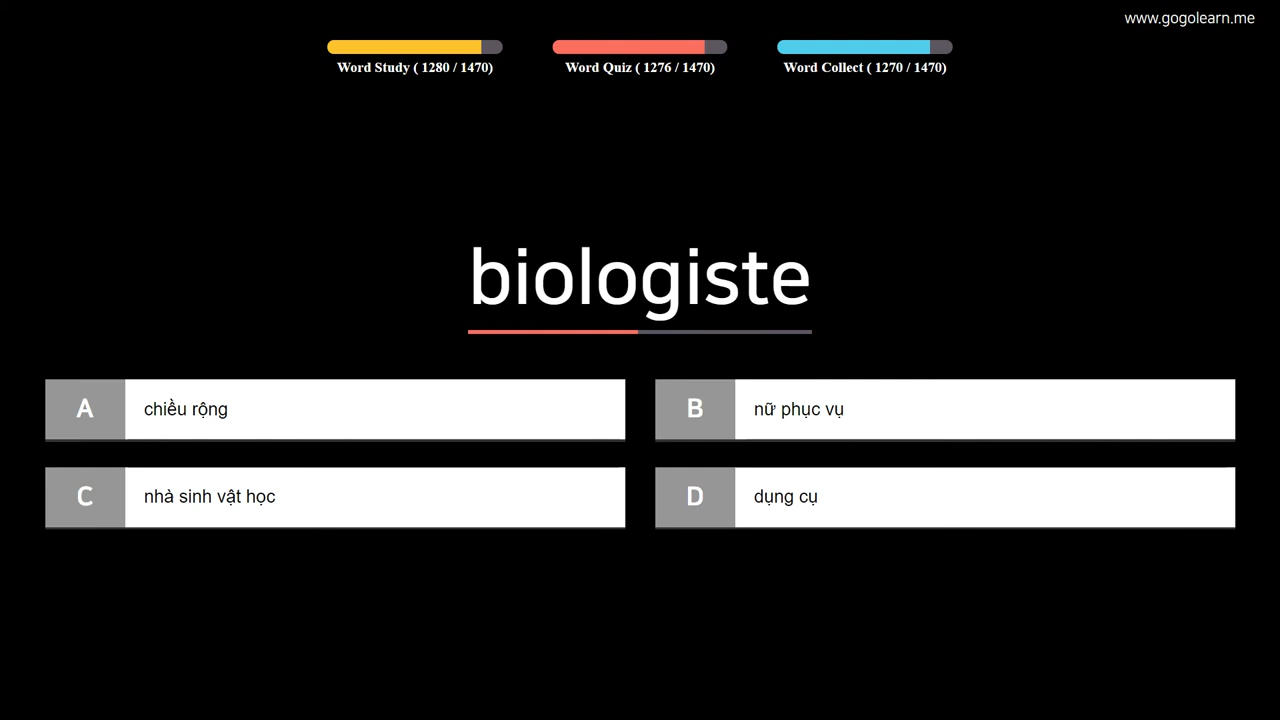 www.gogolearn.me
Word Study ( 1280 / 1470)
Word Quiz ( 1276 / 1470)
Word Collect ( 1270 / 1470)
biologiste
A chiều rộng
B nữ phục vụ
C nhà sinh vật học
D dụng cụ